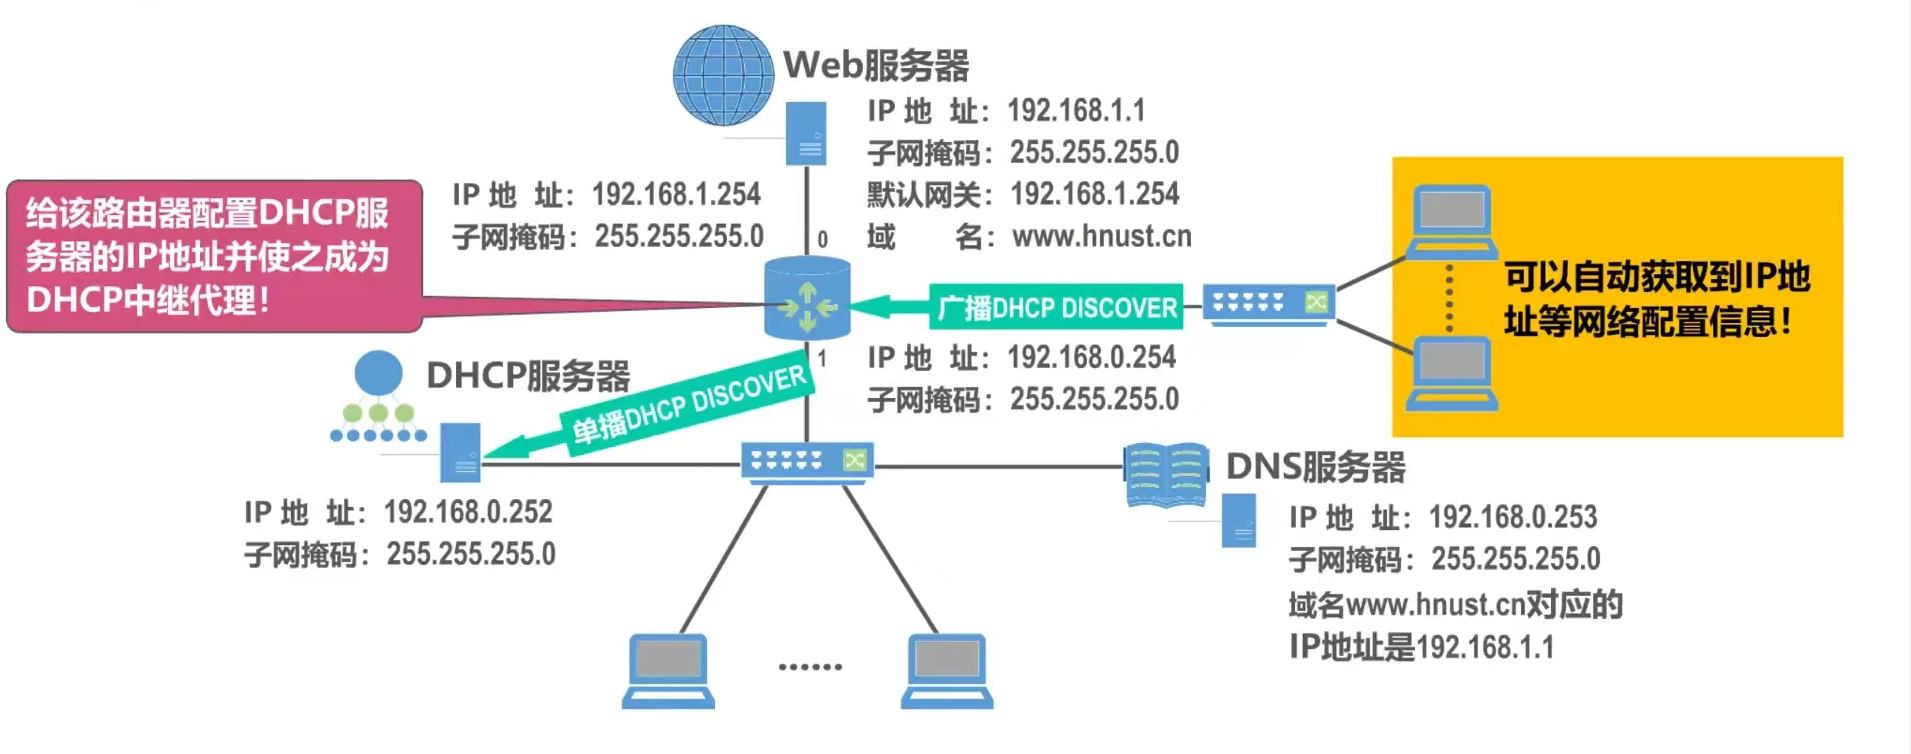 Web服务器
IP 地 址：192.168.1.1
子网掩码：255.255.255.0
默认网关：192.168.1.254
域 名：www.hnust.cn
IP 地 址：192.168.1.254
子网掩码：255.255.255.0
0
给该路由器配置DHCP服
务器的IP地址并使之成为
DHCP中继代理！
广播DHCP DISCOVER
可以自动获取到IP地
址等网络配置信息！
1
IP 地 址：192.168.0.254
子网掩码：255.255.255.0
DHCP服务器
单播DHCP DISCOVER
IP 地 址：192.168.0.252
子网掩码：255.255.255.0
DNS服务器
IP 地 址：192.168.0.253
子网掩码：255.255.255.0
域名www.hnust.cn对应的
IP地址是192.168.1.1